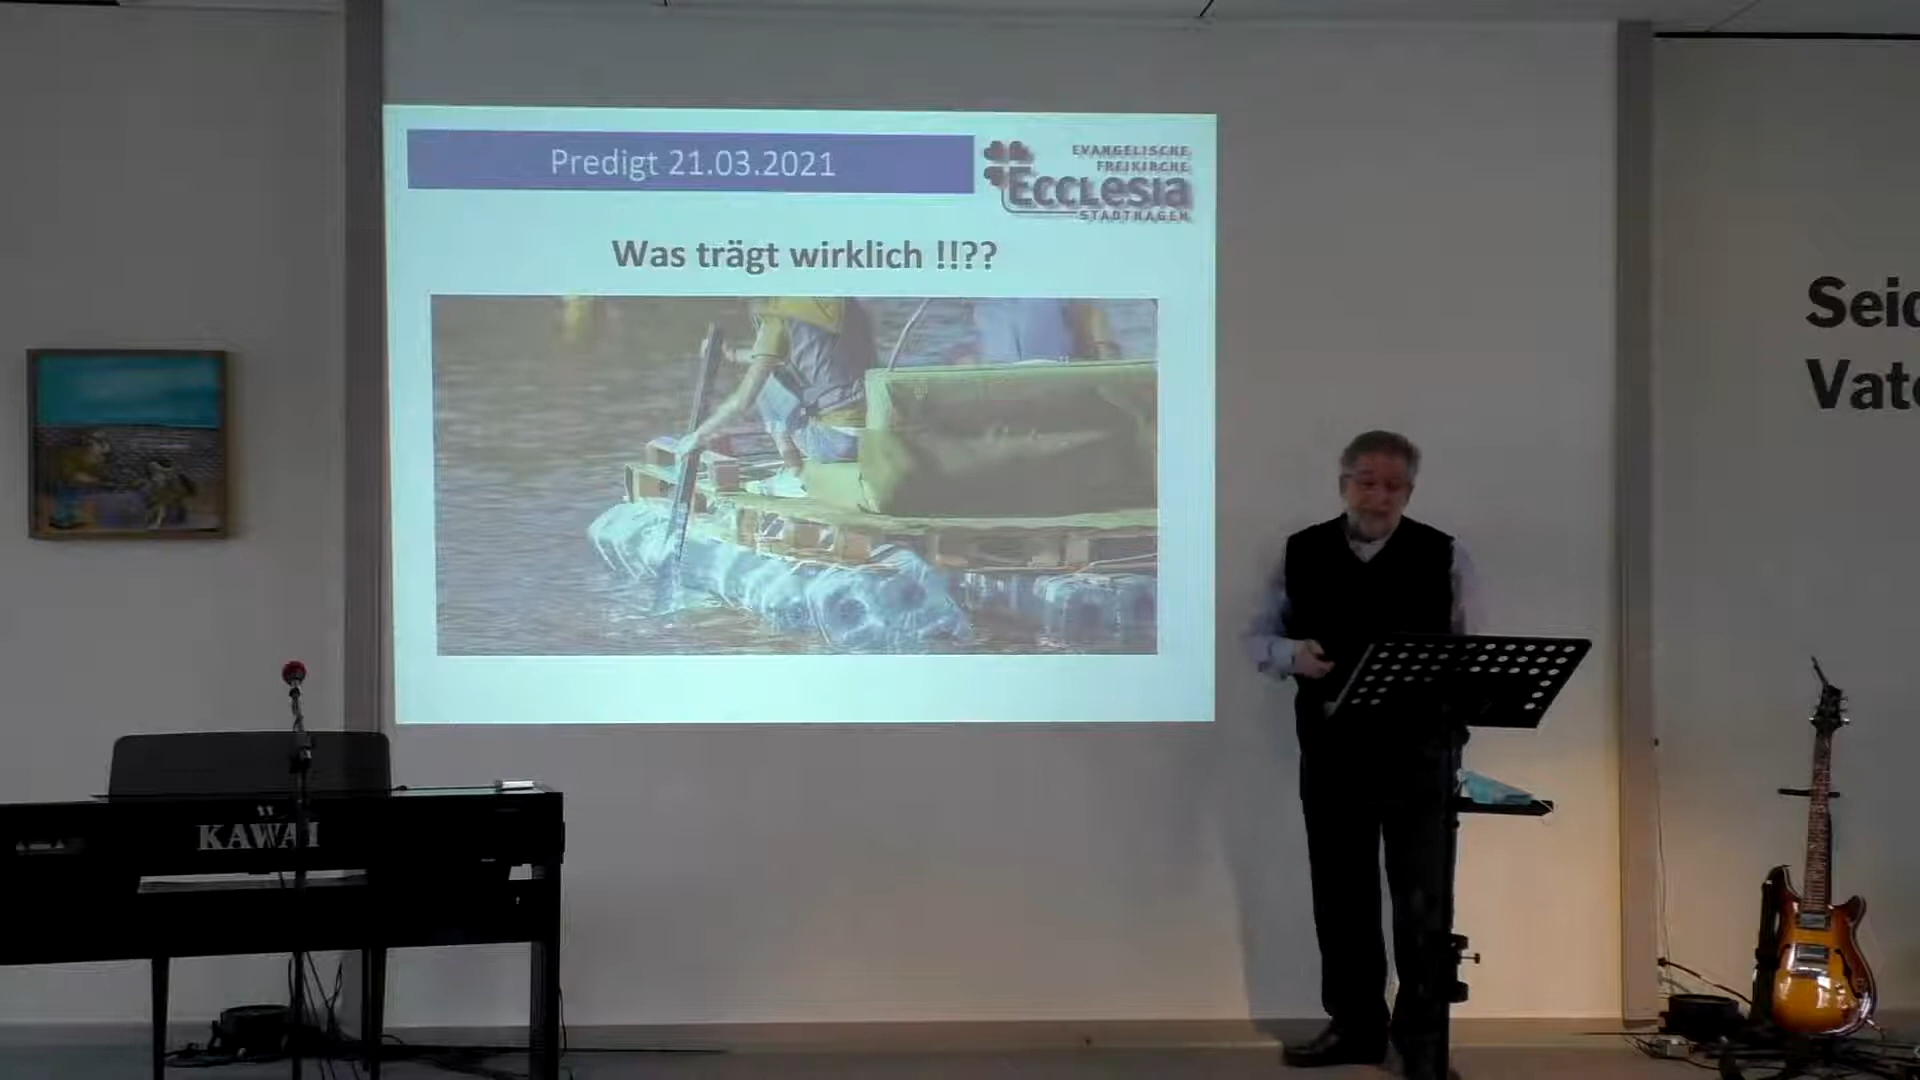 Predigt 21.03.2021
EVANGELISCHE
FREIKIRCHE
Ecclesia
STADTHAGEN
Was trägt wirklich !!??
Seid
Vate
KAWAI